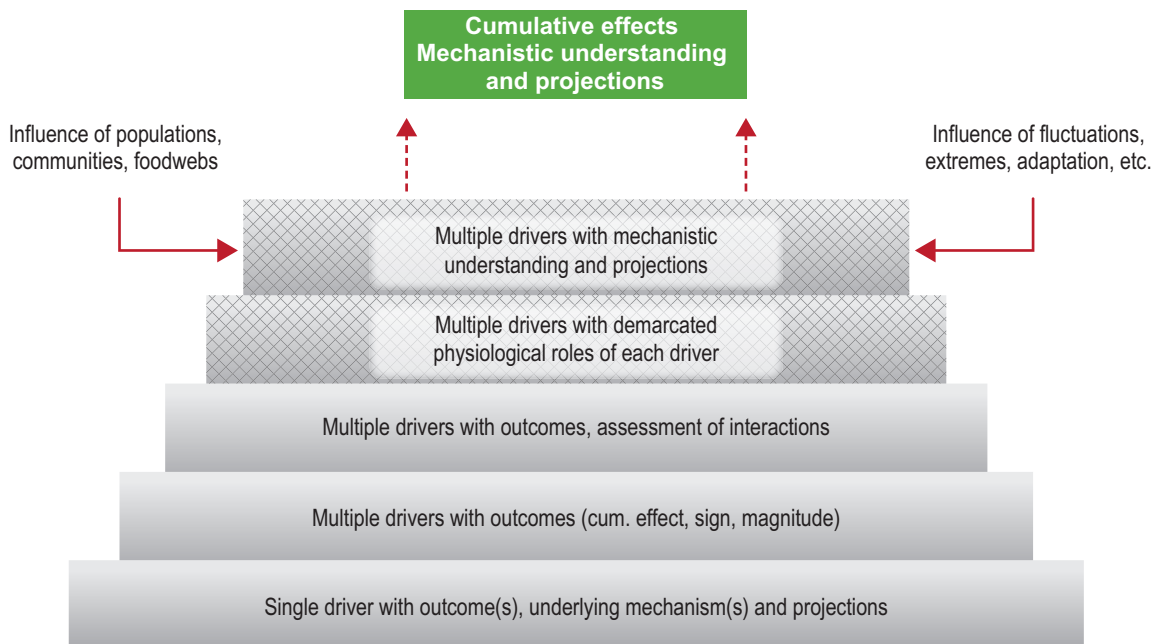 Cumulative effects
Mechanistic understanding
and projections
Influence of populations,
communities, foodwebs
Influence of fluctuations,
extremes, adaptation, etc.
Multiple drivers with mechanistic
understanding and projections
Multiple drivers with demarcated
physiological roles of each driver
Multiple drivers with outcomes, assessment of interactions
Multiple drivers with outcomes (cum. effect, sign, magnitude)
Single driver with outcome(s), underlying mechanism(s) and projections